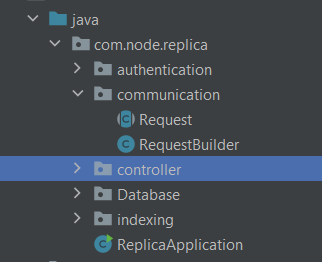 java
com.node.replica
authentication
communication
Request
RequestBuilder
controller
Database
indexing
ReplicaApplication